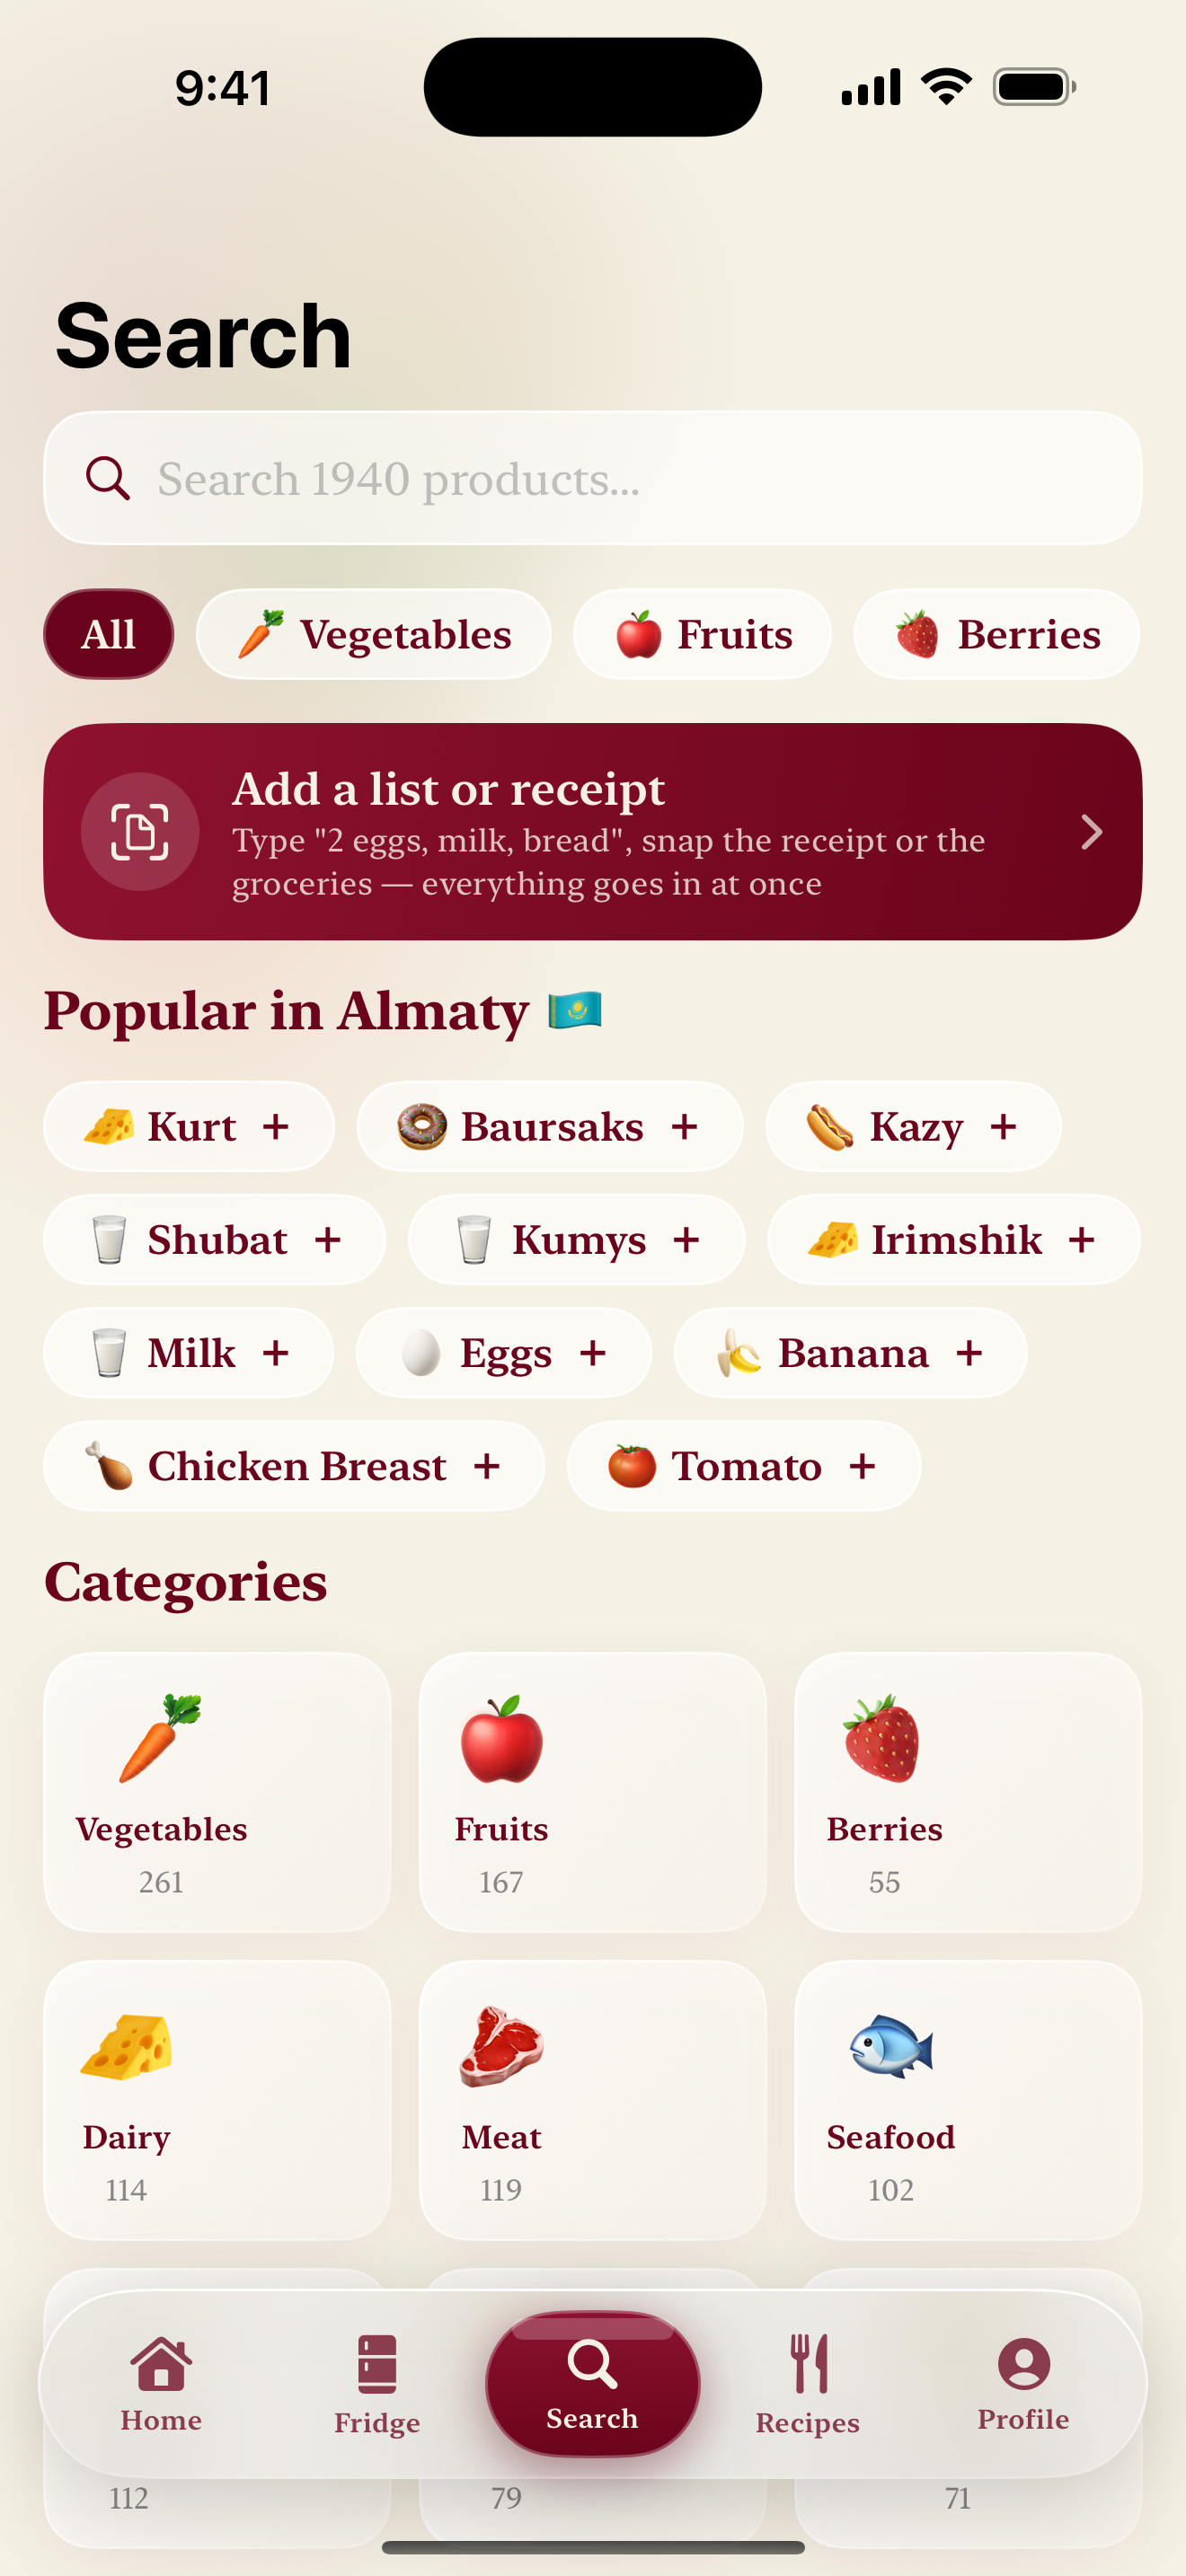 9:41
Search
Search 1940 products...
All
🥕 Vegetables
🍎 Fruits
🍓 Berries
Add a list or receipt
Type "2 eggs, milk, bread", snap the receipt or the
groceries — everything goes in at once
Popular in Almaty 🇰🇿
Kurt +
Baursaks +
Kazy +
Shubat +
Kumys +
Irimshik +
Milk +
Eggs +
Banana +
Chicken Breast +
Tomato +
Categories
Vegetables
261
Fruits
167
Berries
55
Dairy
114
Meat
119
Seafood
102
Home
Fridge
Search
Recipes
Profile
112
79
71